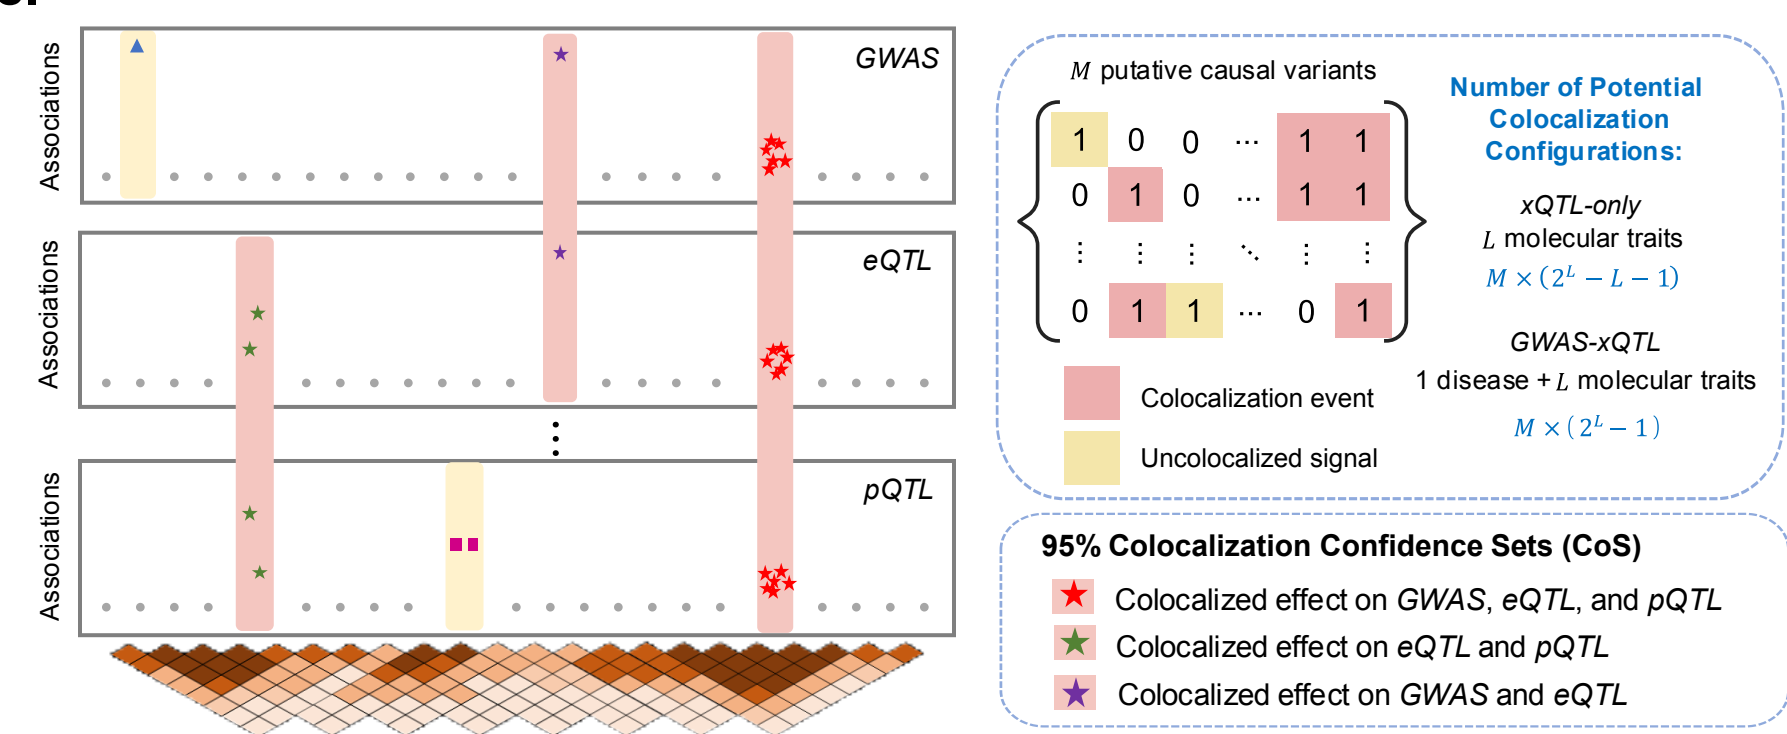 Associations
GWAS
Associations
eQTL
⋮
Associations
pQTL
M putative causal variants
1 0 0 ... 1 1
0 1 0 ... 1 1
⋮ ⋮ ⋮ ⋱ ⋮ ⋮
0 1 1 ... 0 1
Colocalization event
Uncolocalized signal
Number of Potential
Colocalization
Configurations:
xQTL-only
L molecular traits
M × (2^L − L − 1)
GWAS-xQTL
1 disease + L molecular traits
M × (2^L − 1)
95% Colocalization Confidence Sets (CoS)
Colocalized effect on GWAS, eQTL, and pQTL
Colocalized effect on eQTL and pQTL
Colocalized effect on GWAS and eQTL